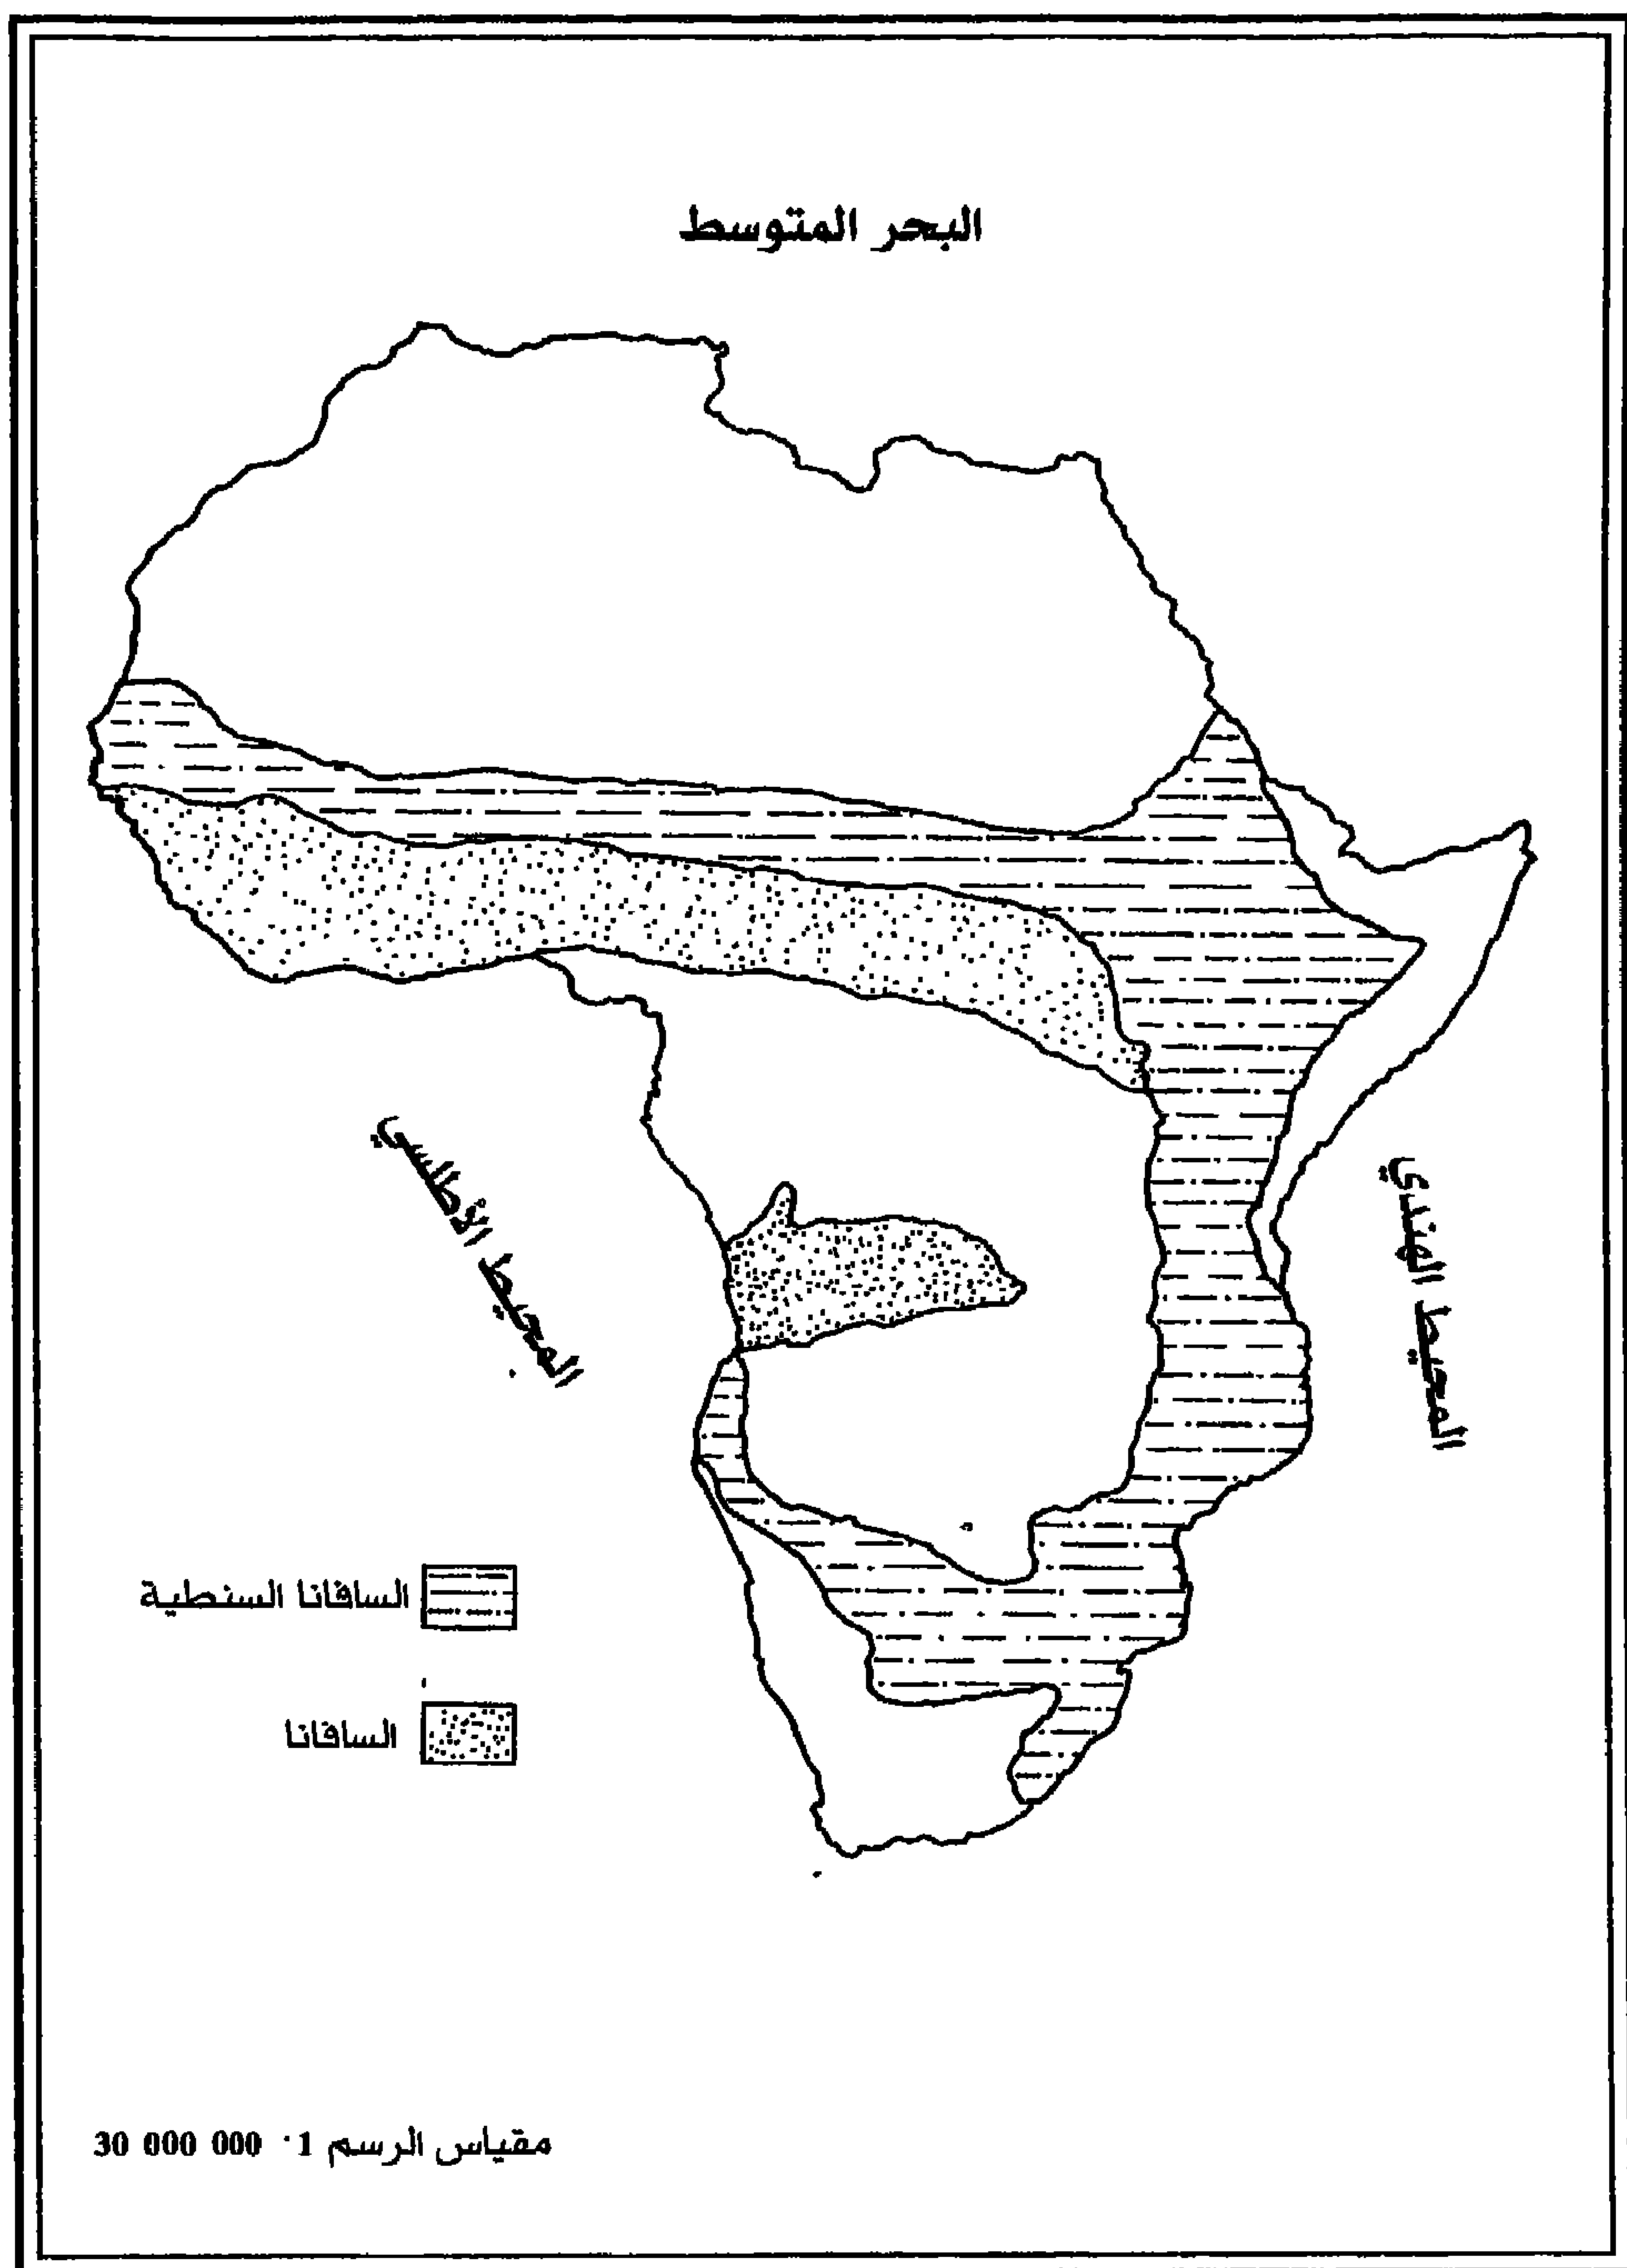 البحر المتوسط
المحيط الأطلسي
المحيط الهندي
السافانا السنطية
السافانا
مقياس الرسم 1: 000 000 30